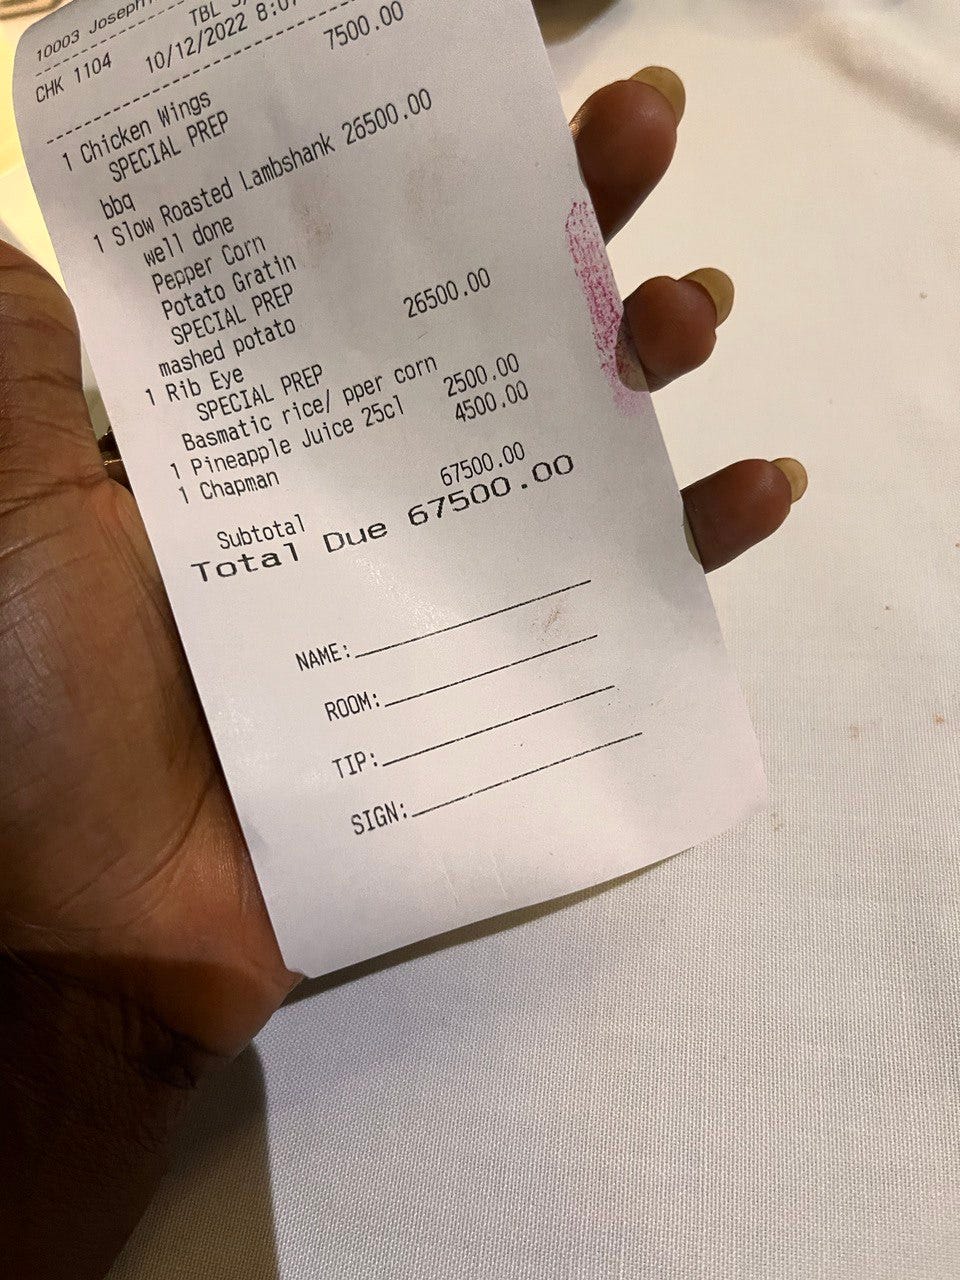 10003 Joseph
TBL
CHK 1104 10/12/2022 8:0
1 Chicken Wings 7500.00
SPECIAL PREP
bbq
1 Slow Roasted Lambshank 26500.00
well done
Pepper Corn
Potato Gratin
SPECIAL PREP
mashed potato
1 Rib Eye 26500.00
SPECIAL PREP
Basmatic rice/ pper corn
1 Pineapple Juice 25cl 2500.00
1 Chapman 4500.00
Subtotal 67500.00
Total Due 67500.00
NAME:
ROOM:
TIP:
SIGN: